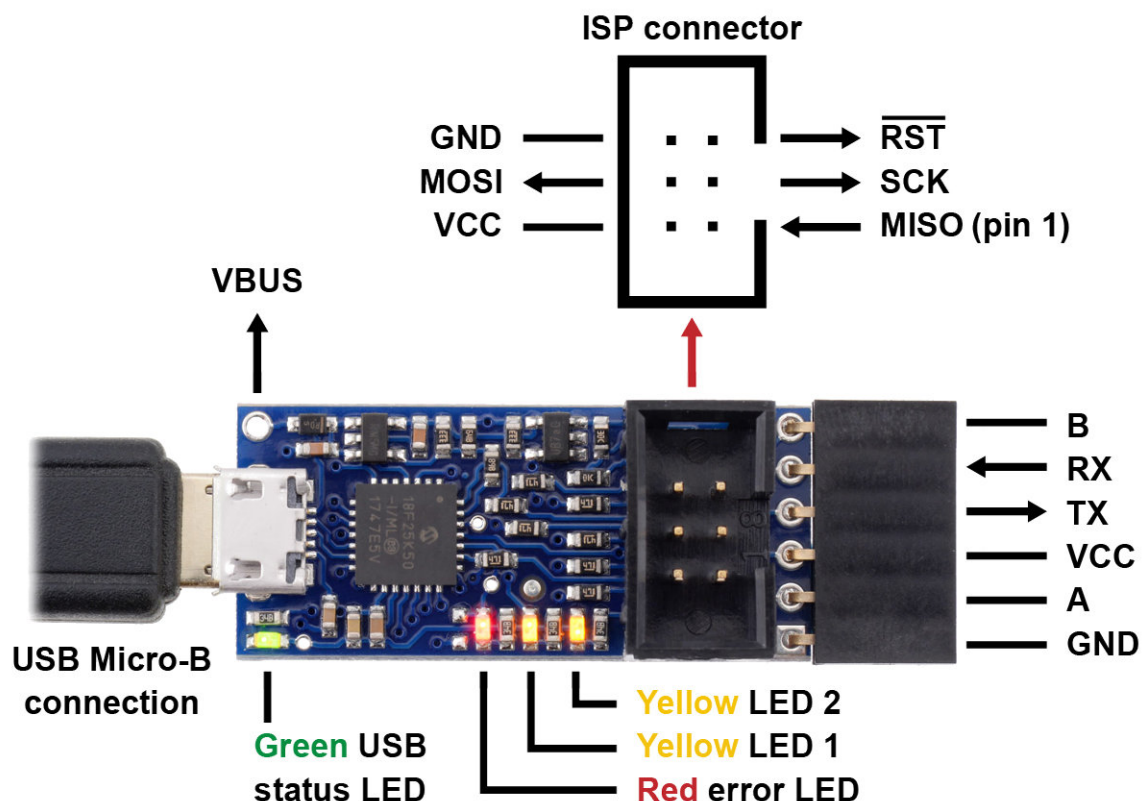 ISP connector
GND
RST
MOSI
SCK
VCC
MISO (pin 1)
VBUS
18F25K50
-I/ML
1747E5V
B
RX
TX
VCC
A
GND
USB Micro-B
connection
Green USB
status LED
Yellow LED 2
Yellow LED 1
Red error LED